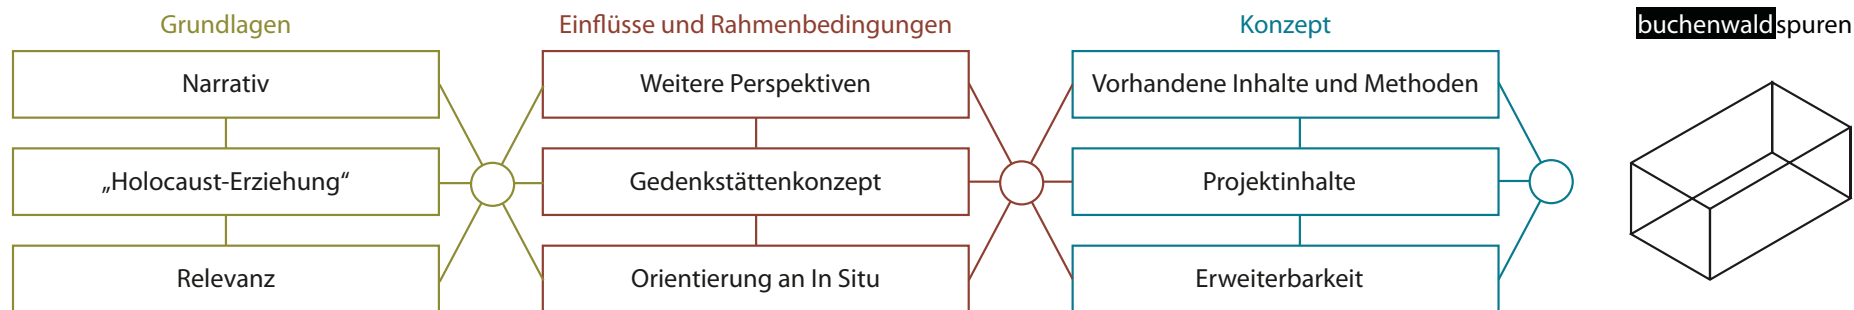 Grundlagen
Narrativ
„Holocaust-Erziehung“
Relevanz
Einflüsse und Rahmenbedingungen
Weitere Perspektiven
Gedenkstättenkonzept
Orientierung an In Situ
Konzept
Vorhandene Inhalte und Methoden
Projektinhalte
Erweiterbarkeit
buchenwaldspuren